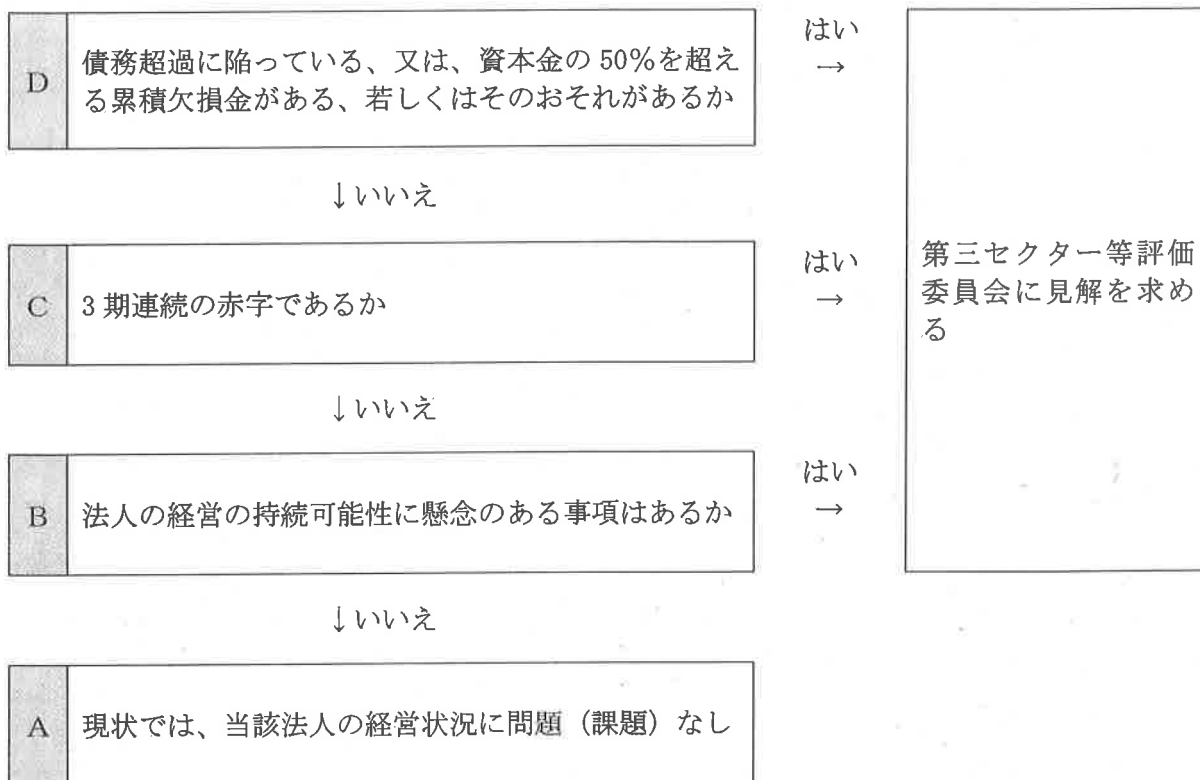 D
債務超過に陥っている、又は、資本金の50%を超え
る累積欠損金がある、若しくはそのおそれがあるか
はい
→
↓いいえ
C
3期連続の赤字であるか
はい
→
第三セクター等評価
委員会に見解を求め
る
↓いいえ
B
法人の経営の持続可能性に懸念のある事項はあるか
はい
→
↓いいえ
A
現状では、当該法人の経営状況に問題（課題）なし